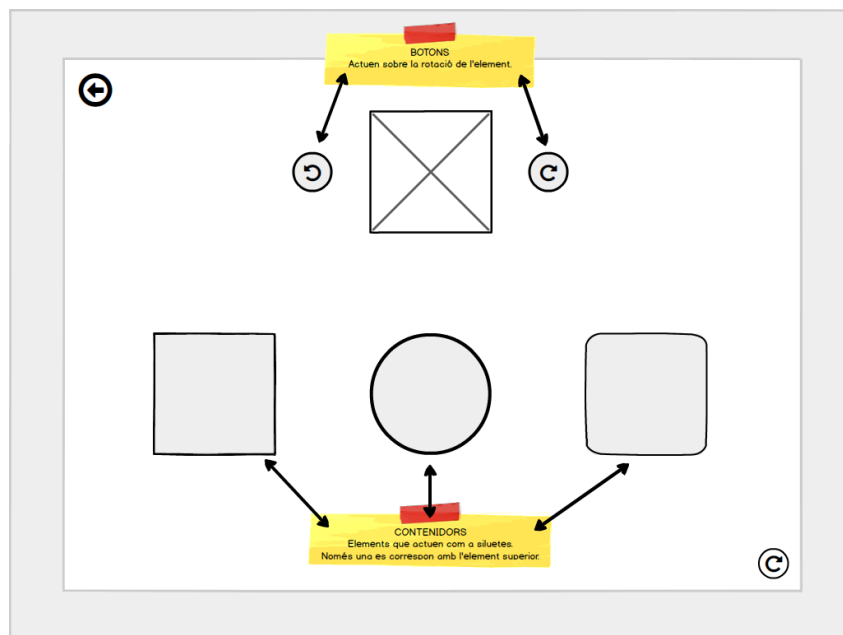 BOTONS
Actuen sobre la rotació de l'element.
CONTENIDORS
Elements que actuen com a siluetes.
Només una es correspon amb l'element superior.